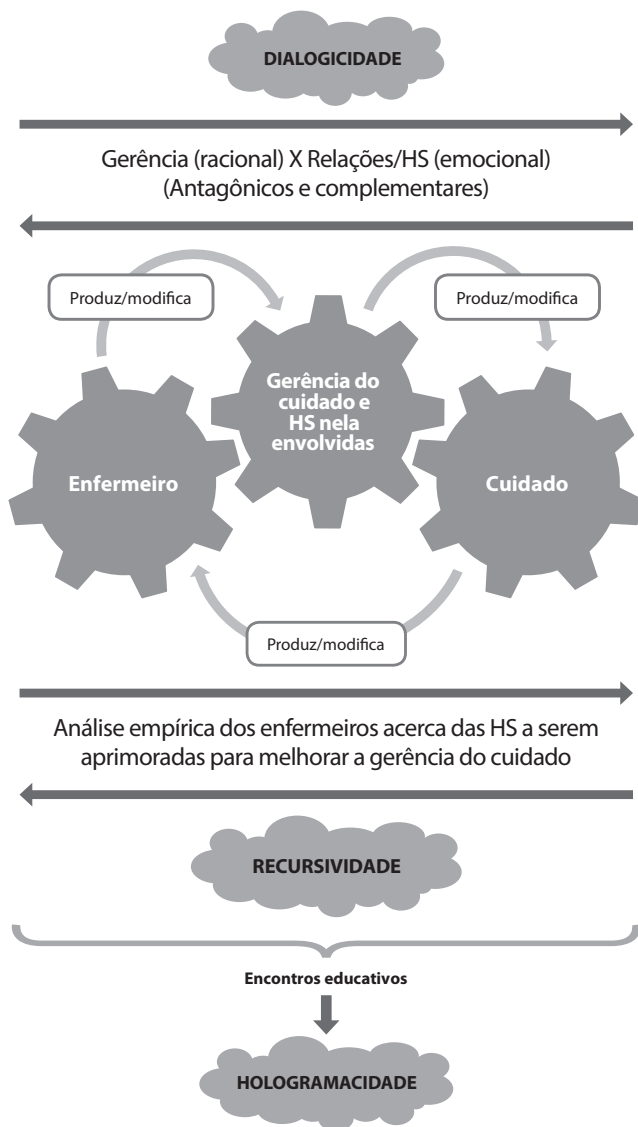 DIALOGICIDADE
Gerência (racional) X Relações/HS (emocional)
(Antagônicos e complementares)
Produz/modifica
Produz/modifica
Gerência do
cuidado e
HS nela
envolvidas
Enfermeiro
Cuidado
Produz/modifica
Análise empírica dos enfermeiros acerca das HS a serem
aprimoradas para melhorar a gerência do cuidado
RECURSIVIDADE
Encontros educativos
HOLOGRAMACIDADE